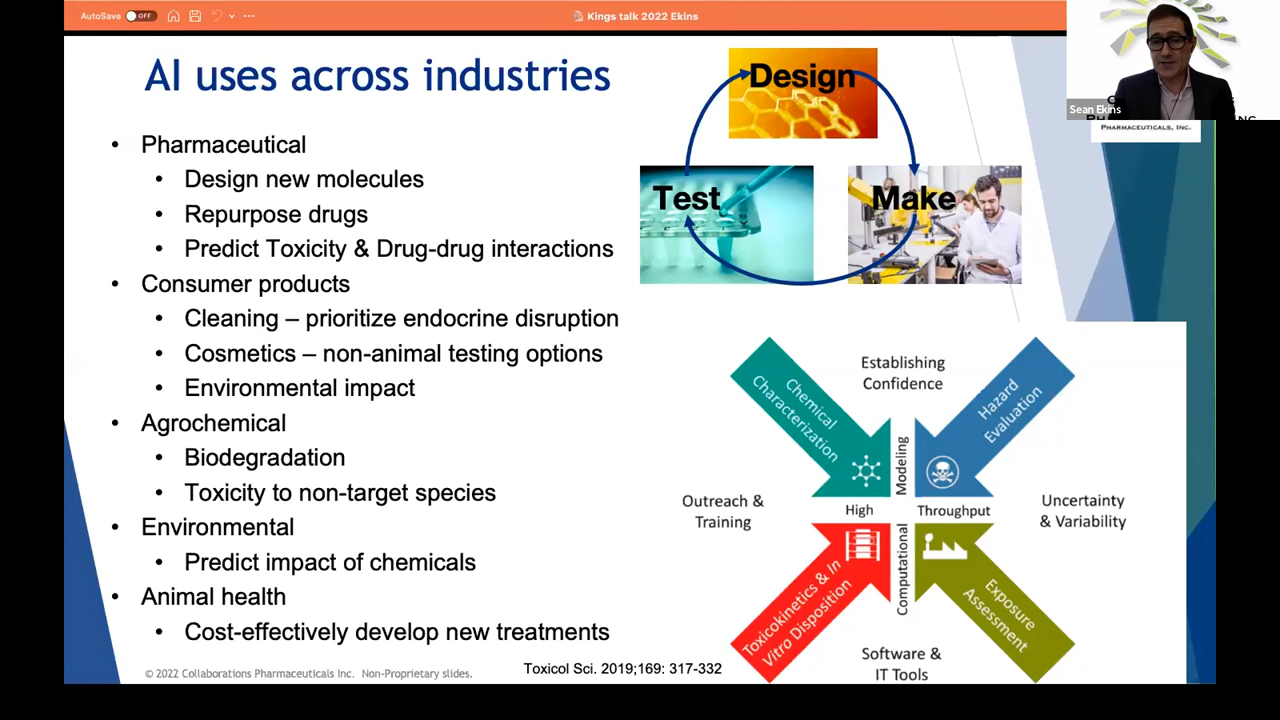 AutoSave OFF
Kings talk 2022 Ekins
Sean Ekins
PHARMACEUTICALS, INC.
AI uses across industries
• Pharmaceutical
• Design new molecules
• Repurpose drugs
• Predict Toxicity & Drug-drug interactions
• Consumer products
• Cleaning – prioritize endocrine disruption
• Cosmetics – non-animal testing options
• Environmental impact
• Agrochemical
• Biodegradation
• Toxicity to non-target species
• Environmental
• Predict impact of chemicals
• Animal health
• Cost-effectively develop new treatments
Design
Test
Make
Establishing
Confidence
Chemical
Characterization
Hazard
Evaluation
Modeling
Outreach &
Training
High
Throughput
Uncertainty
& Variability
Computational
Toxicokinetics & In
Vitro Disposition
Exposure
Assessment
Software &
IT Tools
© 2022 Collaborations Pharmaceuticals Inc. Non-Proprietary slides.
Toxicol Sci. 2019;169: 317-332